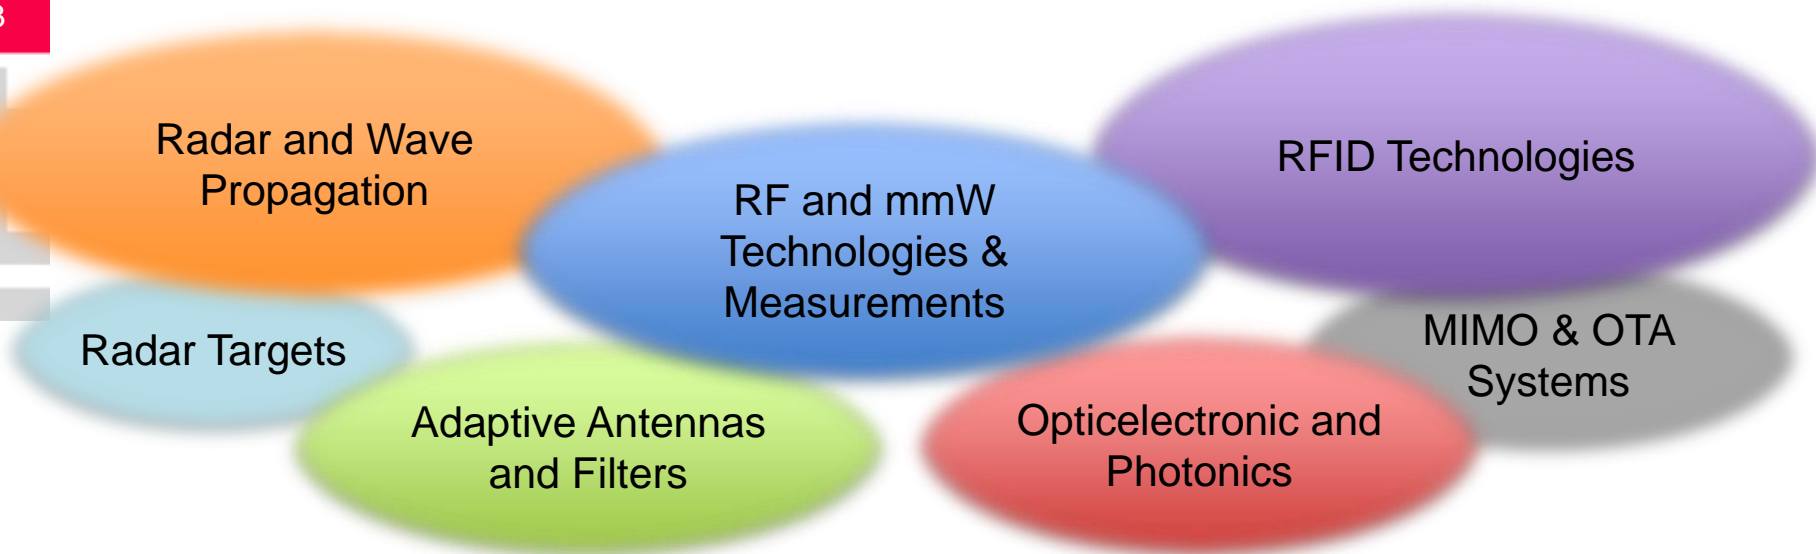 3
Radar and Wave
Propagation
RF and mmW
Technologies &
Measurements
RFID Technologies
Radar Targets
Adaptive Antennas
and Filters
Opticelectronic and
Photonics
MIMO & OTA
Systems